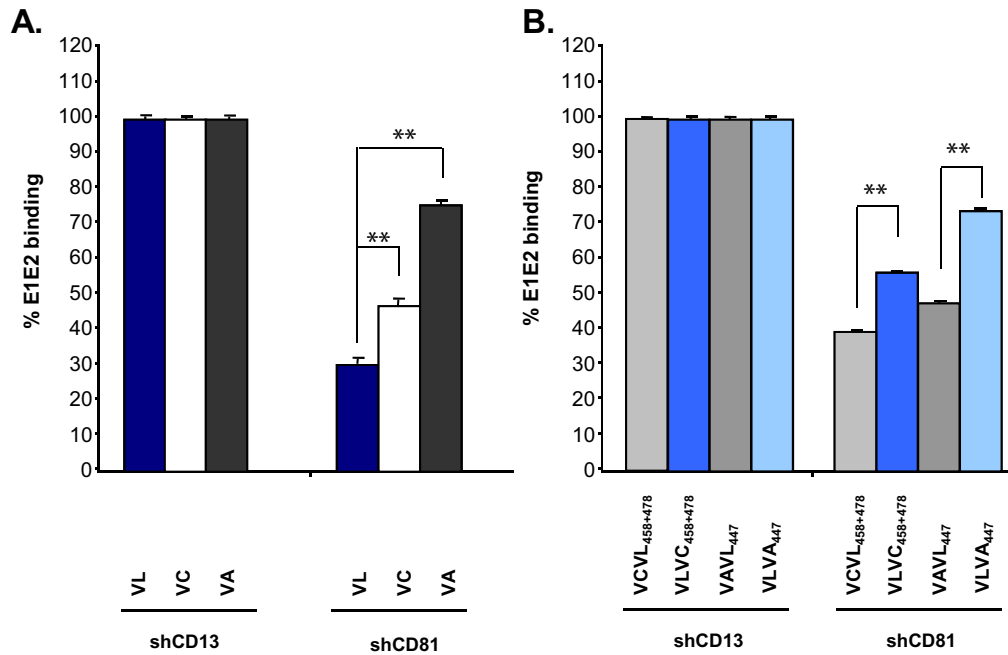 A.
% E1E2 binding
120
110
100
90
80
70
60
50
40
30
20
10
0
**
**
VL
VC
VA
VL
VC
VA
shCD13
shCD81
B.
% E1E2 binding
120
110
100
90
80
70
60
50
40
30
20
10
0
**
**
VCVL458+478
VLVC458+478
VAVL447
VLVA447
VCVL458+478
VLVC458+478
VAVL447
VLVA447
shCD13
shCD81